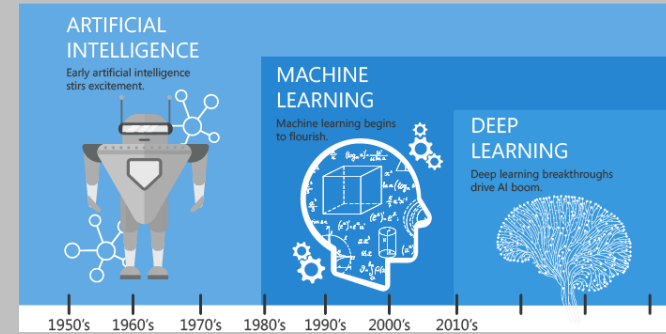 ARTIFICIAL
INTELLIGENCE
Early artificial intelligence
stirs excitement.
MACHINE
LEARNING
Machine learning begins
to flourish.
DEEP
LEARNING
Deep learning breakthroughs
drive AI boom.
1950's 1960's 1970's 1980's 1990's 2000's 2010's